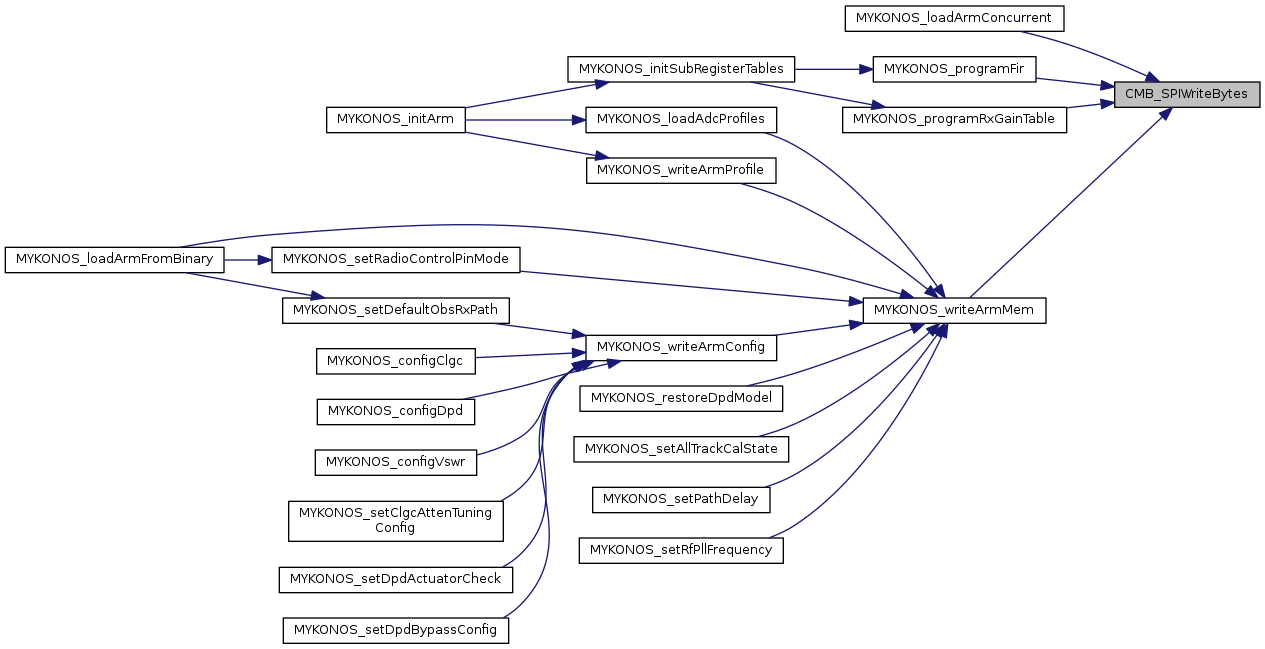 MYKONOS_loadArmConcurrent
MYKONOS_initSubRegisterTables
MYKONOS_programFir
CMB_SPIWriteBytes
MYKONOS_initArm
MYKONOS_loadAdcProfiles
MYKONOS_programRxGainTable
MYKONOS_writeArmProfile
MYKONOS_loadArmFromBinary
MYKONOS_setRadioControlPinMode
MYKONOS_setDefaultObsRxPath
MYKONOS_writeArmMem
MYKONOS_writeArmConfig
MYKONOS_configClgc
MYKONOS_restoreDpdModel
MYKONOS_configDpd
MYKONOS_setAllTrackCalState
MYKONOS_configVswr
MYKONOS_setPathDelay
MYKONOS_setClgcAttenTuning
Config
MYKONOS_setRfPllFrequency
MYKONOS_setDpdActuatorCheck
MYKONOS_setDpdBypassConfig